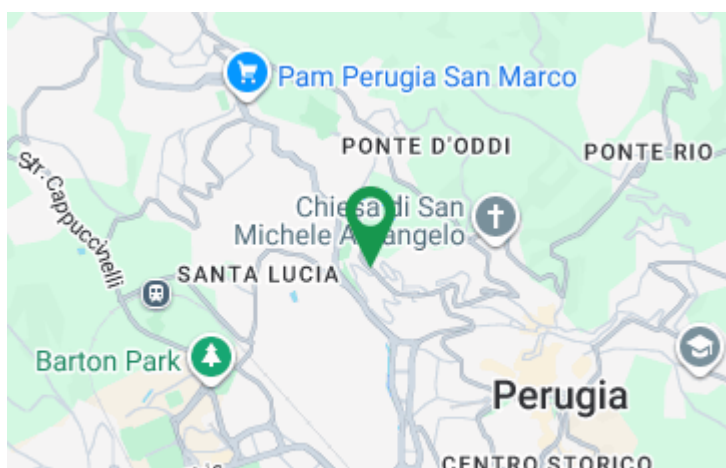 Pam Perugia San Marco
PONTE D'ODDI
PONTE RIO
Str. Cappuccinelli
Chiesa di San
Michele Arcangelo
SANTA LUCIA
Barton Park
Perugia
CENTRO STORICO